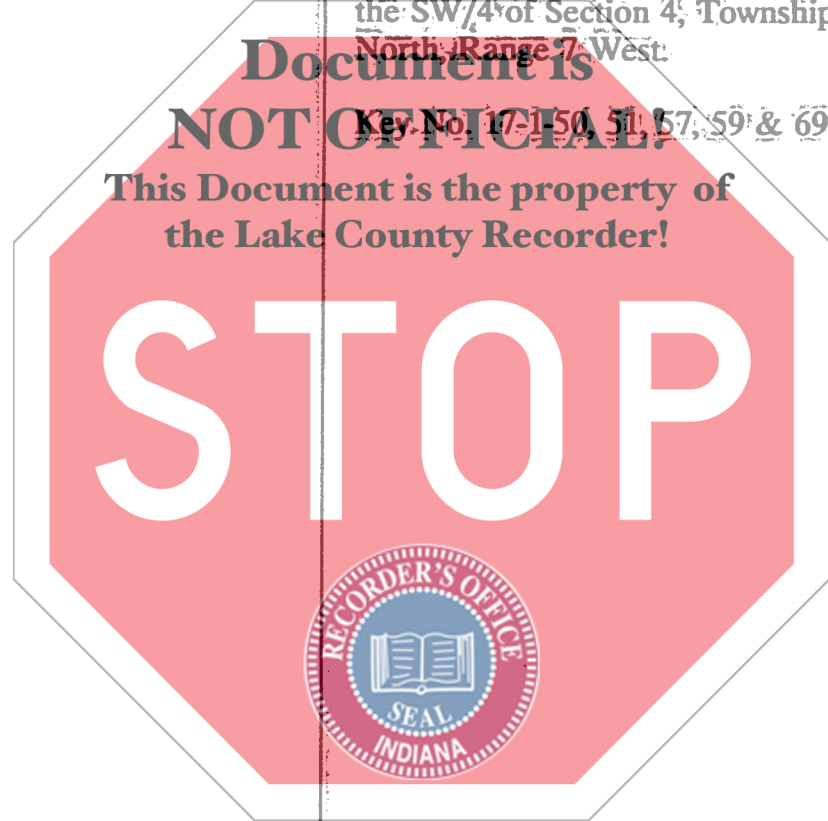 the SW/4 of Section 4, Township
North, Range 7 West.
Document is
Key No. 17-1-50, 51, 57, 59 & 69
NOT OFFICIAL!
This Document is the property of
the Lake County Recorder!
STOP
RECORDER'S OFFICE
SEAL
INDIANA